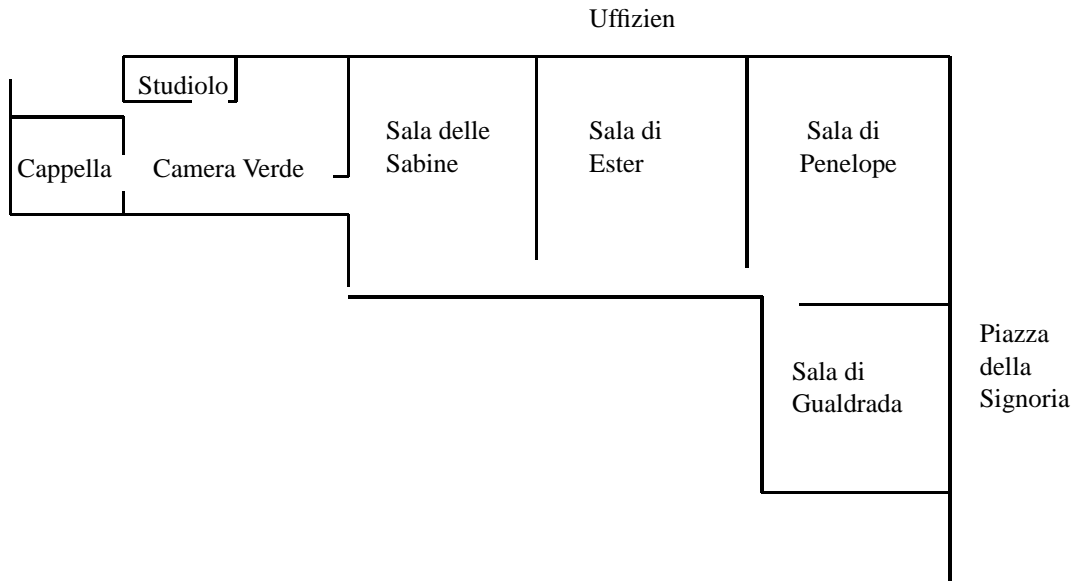 Uffizien
Studiolo
Cappella
Camera Verde
Sala delle
Sabine
Sala di
Ester
Sala di
Penelope
Sala di
Gualdrada
Piazza
della
Signoria